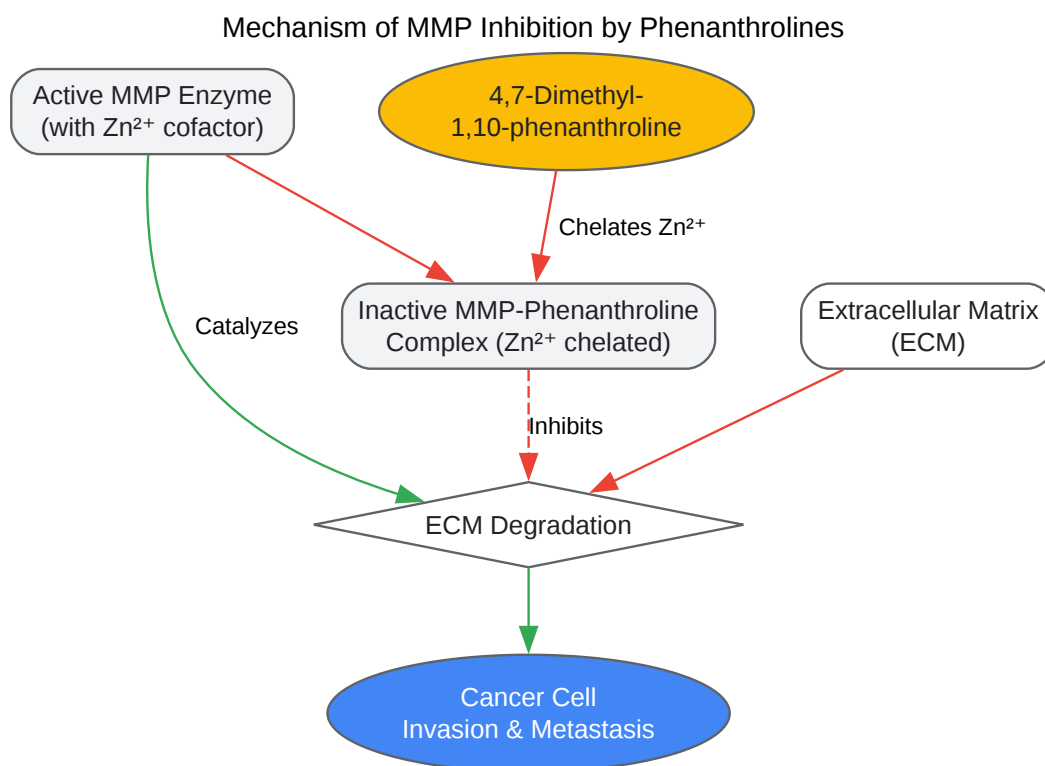 Mechanism of MMP Inhibition by Phenanthrolines
Active MMP Enzyme
(with Zn²⁺ cofactor)
4,7-Dimethyl-
1,10-phenanthroline
Chelates Zn²⁺
Catalyzes
Inactive MMP-Phenanthroline
Complex (Zn²⁺ chelated)
Extracellular Matrix
(ECM)
Inhibits
ECM Degradation
Cancer Cell
Invasion & Metastasis